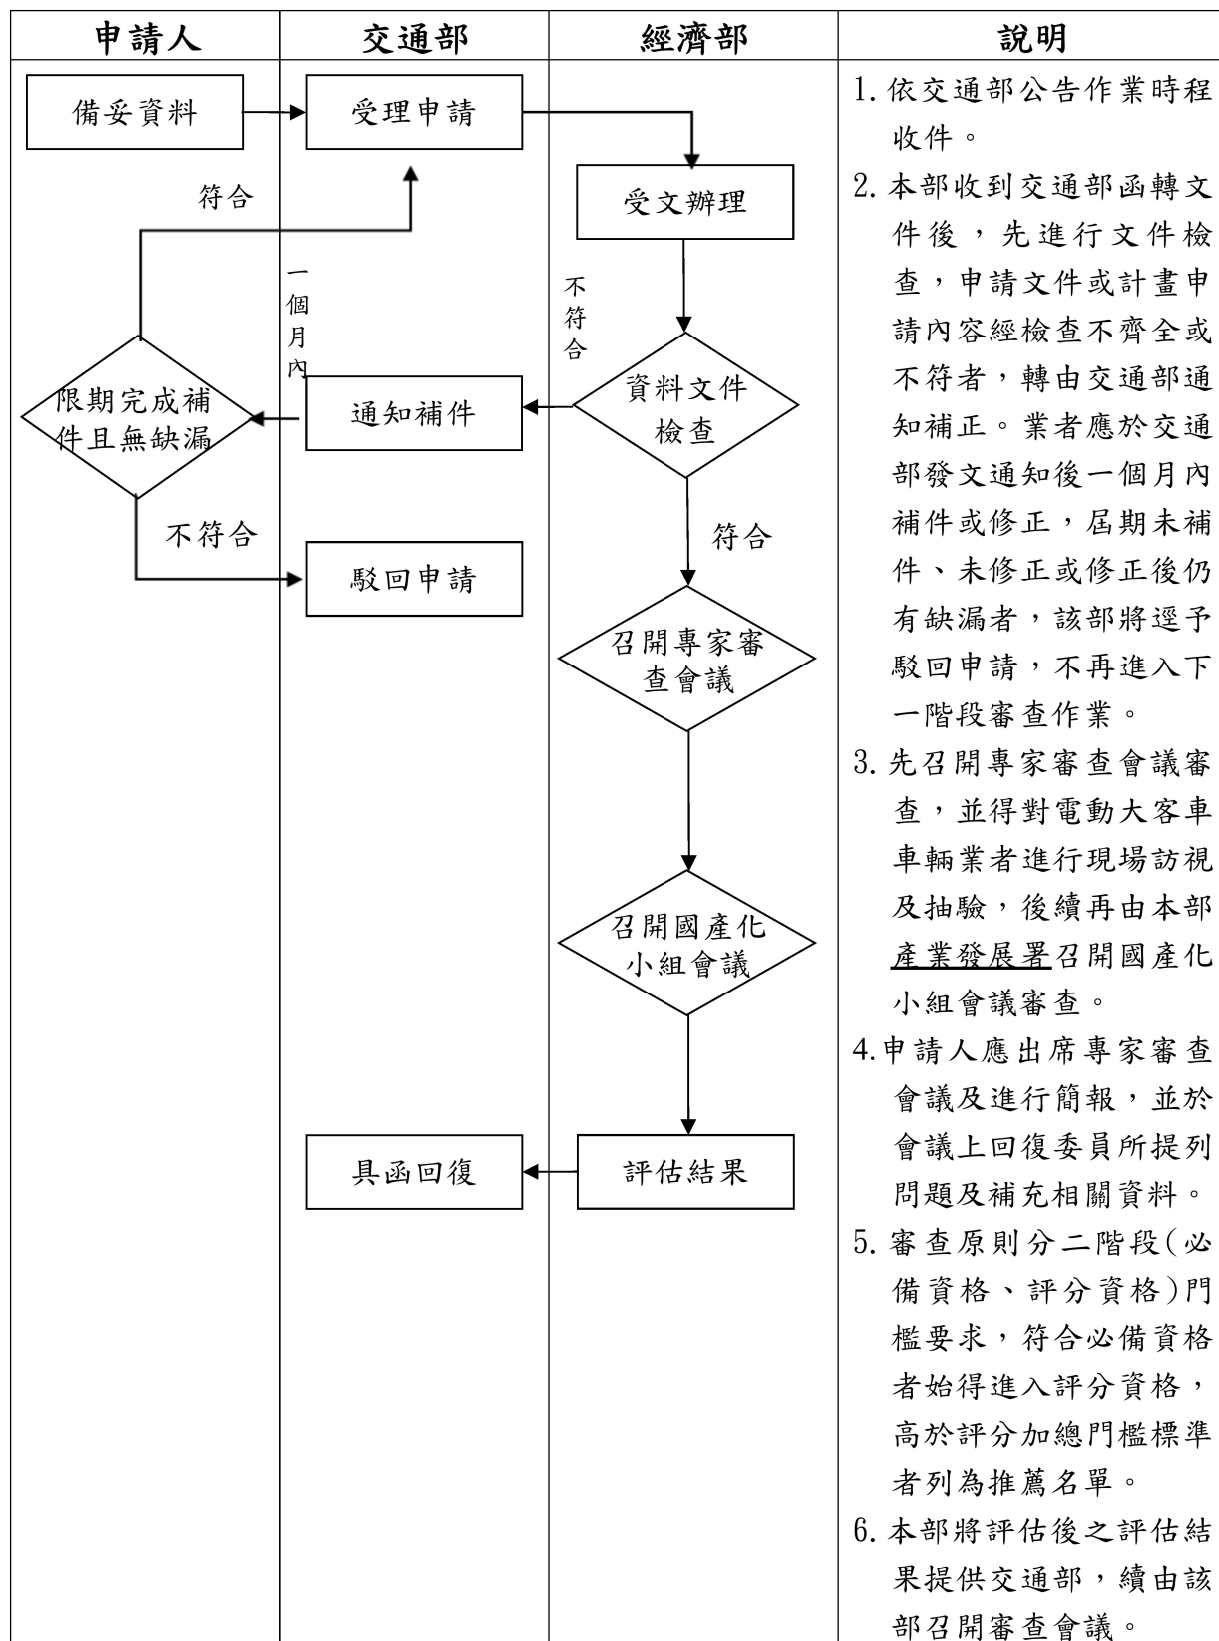 申請人
交通部
經濟部
說明
備妥資料
受理申請
受文辦理
符合
一個月內
不符合
限期完成補
件且無缺漏
通知補件
資料文件
檢查
不符合
符合
駁回申請
召開專家審
查會議
召開國產化
小組會議
具函回復
評估結果
1.依交通部公告作業時程
收件。
2.本部收到交通部函轉文
件後，先進行文件檢
查，申請文件或計畫申
請內容經檢查不齊全或
不符者，轉由交通部通
知補正。業者應於交通
部發文通知後一個月內
補件或修正，屆期未補
件、未修正或修正後仍
有缺漏者，該部將逕予
駁回申請，不再進入下
一階段審查作業。
3.先召開專家審查會議審
查，並得對電動大客車
車輛業者進行現場訪視
及抽驗，後續再由本部
產業發展署召開國產化
小組會議審查。
4.申請人應出席專家審查
會議及進行簡報，並於
會議上回復委員所提列
問題及補充相關資料。
5.審查原則分二階段(必
備資格、評分資格)門
檻要求，符合必備資格
者始得進入評分資格，
高於評分加總門檻標準
者列為推薦名單。
6.本部將評估後之評估結
果提供交通部，續由該
部召開審查會議。